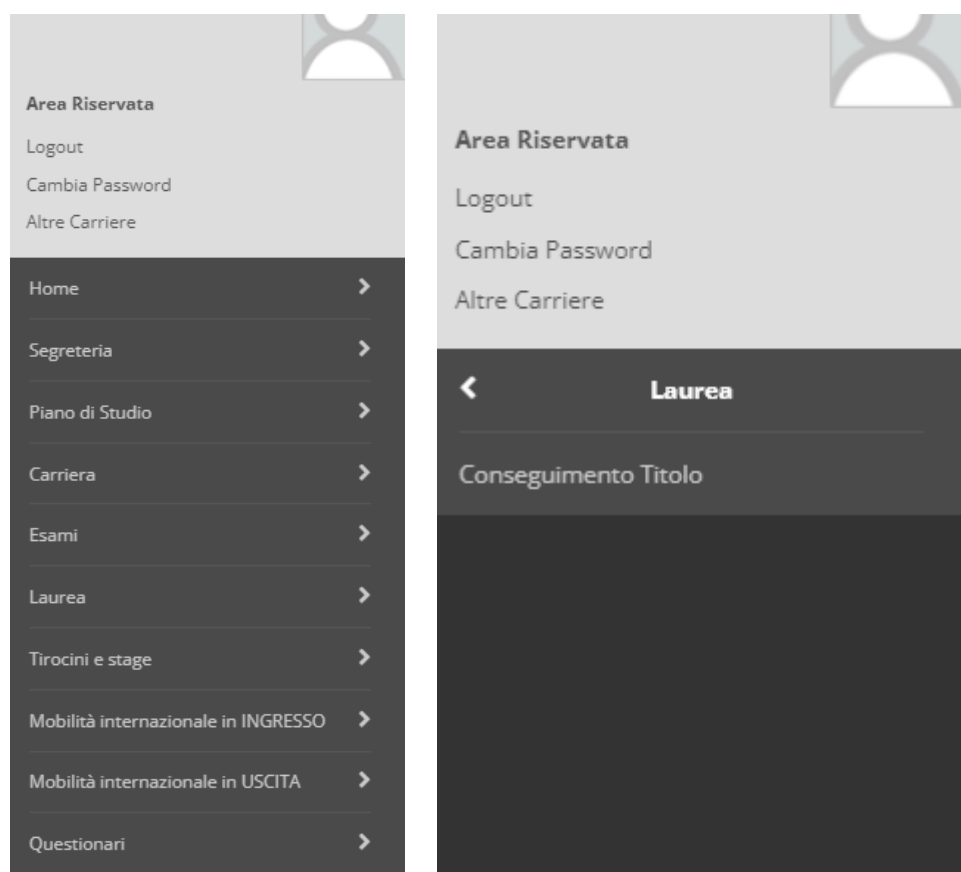 Area Riservata
Logout
Cambia Password
Altre Carriere
Home
Segreteria
Piano di Studio
Carriera
Esami
Laurea
Tirocini e stage
Mobilità internazionale in INGRESSO
Mobilità internazionale in USCITA
Questionari
Area Riservata
Logout
Cambia Password
Altre Carriere
Laurea
Conseguimento Titolo